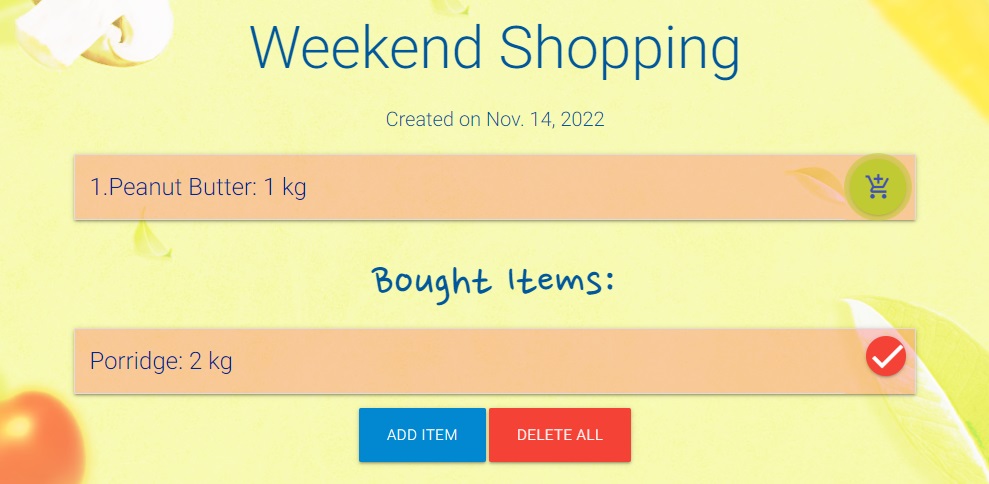 Weekend Shopping
Created on Nov. 14, 2022
1.Peanut Butter: 1 kg
Bought Items:
Porridge: 2 kg
ADD ITEM DELETE ALL